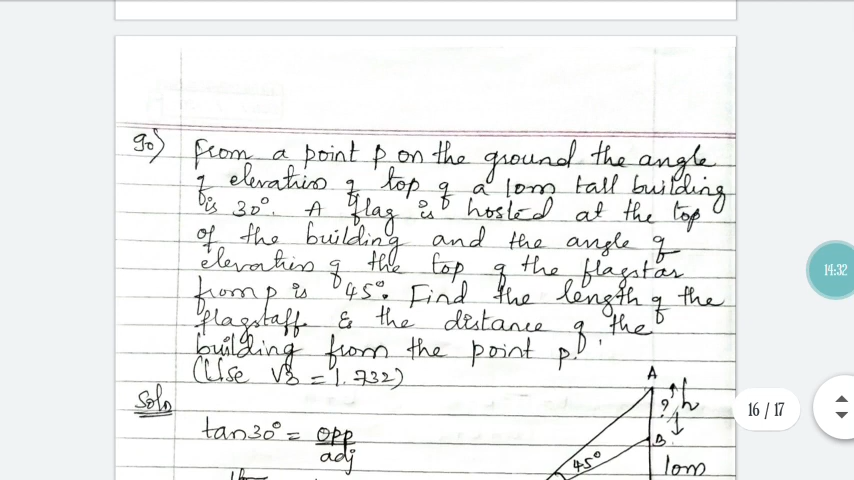 90)
from a point p on the ground the angle
of elevation of top of a 10m tall building
is 30°. A flag is hosted at the top
of the building and the angle of
elevation of the top of the flagstaf
from p is 45°. Find the length of the
flagstaff & the distance of the
building from the point p.
(Use √3 = 1.732)
Soln
tan30° = opp
adj
A
? h
B
45°
10m
14:32
16 / 17